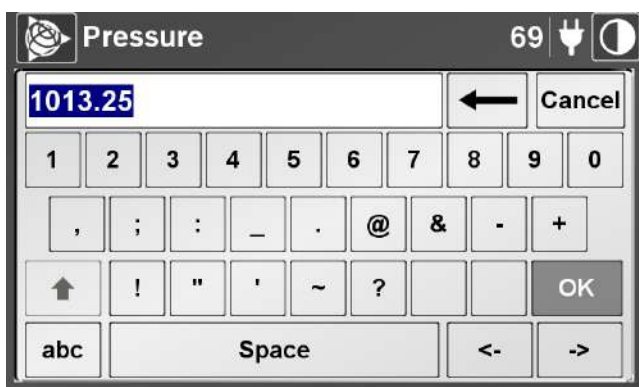 Pressure 69
1013.25 Cancel
1 2 3 4 5 6 7 8 9 0
, ; : _ . @ & - +
! " ' ~ ? OK
abc Space <- ->